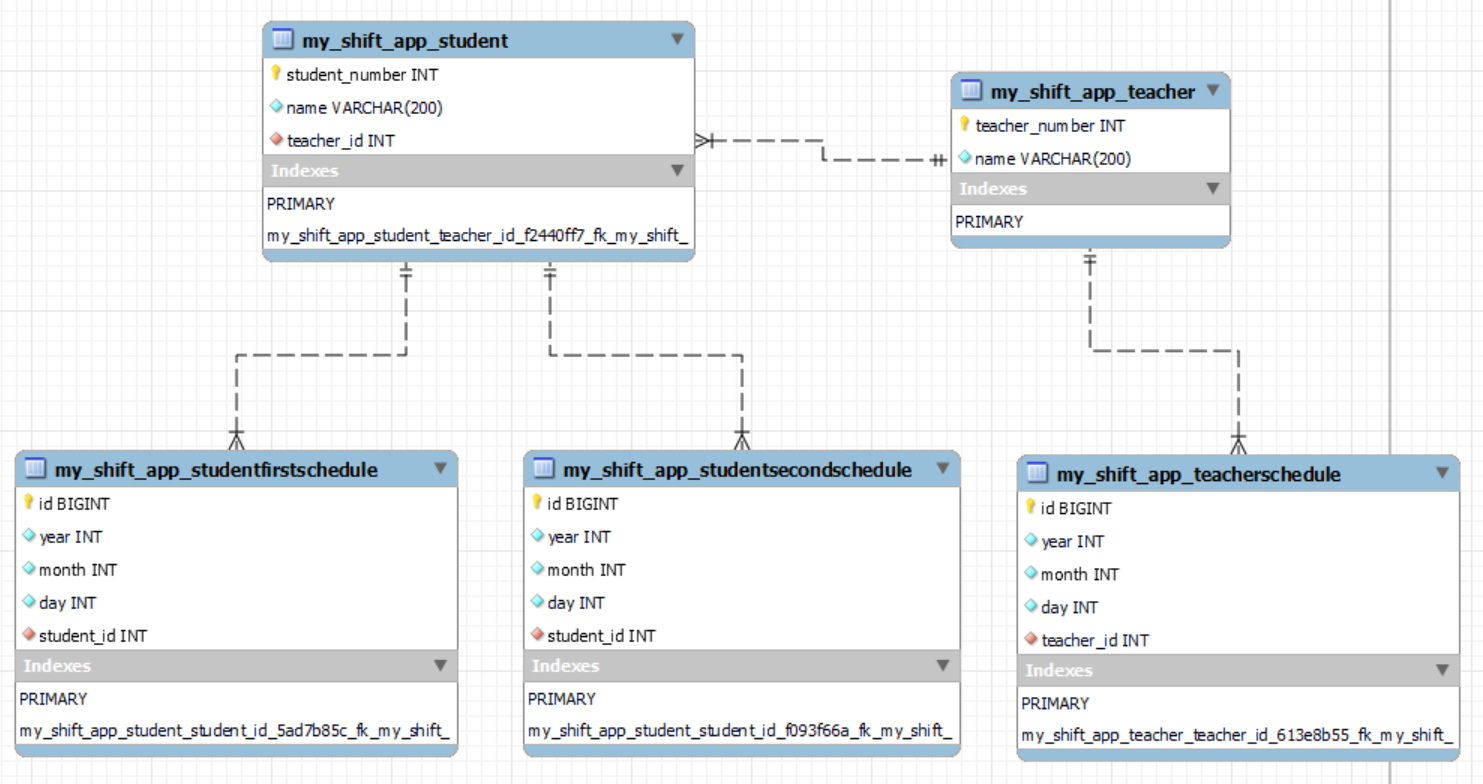 my_shift_app_student
student_number INT
name VARCHAR(200)
teacher_id INT
Indexes
PRIMARY
my_shift_app_student_teacher_id_f2440ff7_fk_my_shift_
my_shift_app_teacher
teacher_number INT
name VARCHAR(200)
Indexes
PRIMARY
my_shift_app_studentfirstschedule
id BIGINT
year INT
month INT
day INT
student_id INT
Indexes
PRIMARY
my_shift_app_student_student_id_5ad7b85c_fk_my_shift_
my_shift_app_studentsecondschedule
id BIGINT
year INT
month INT
day INT
student_id INT
Indexes
PRIMARY
my_shift_app_student_student_id_f093f66a_fk_my_shift_
my_shift_app_teacherschedule
id BIGINT
year INT
month INT
day INT
teacher_id INT
Indexes
PRIMARY
my_shift_app_teacher_teacher_id_613e8b55_fk_my_shift_